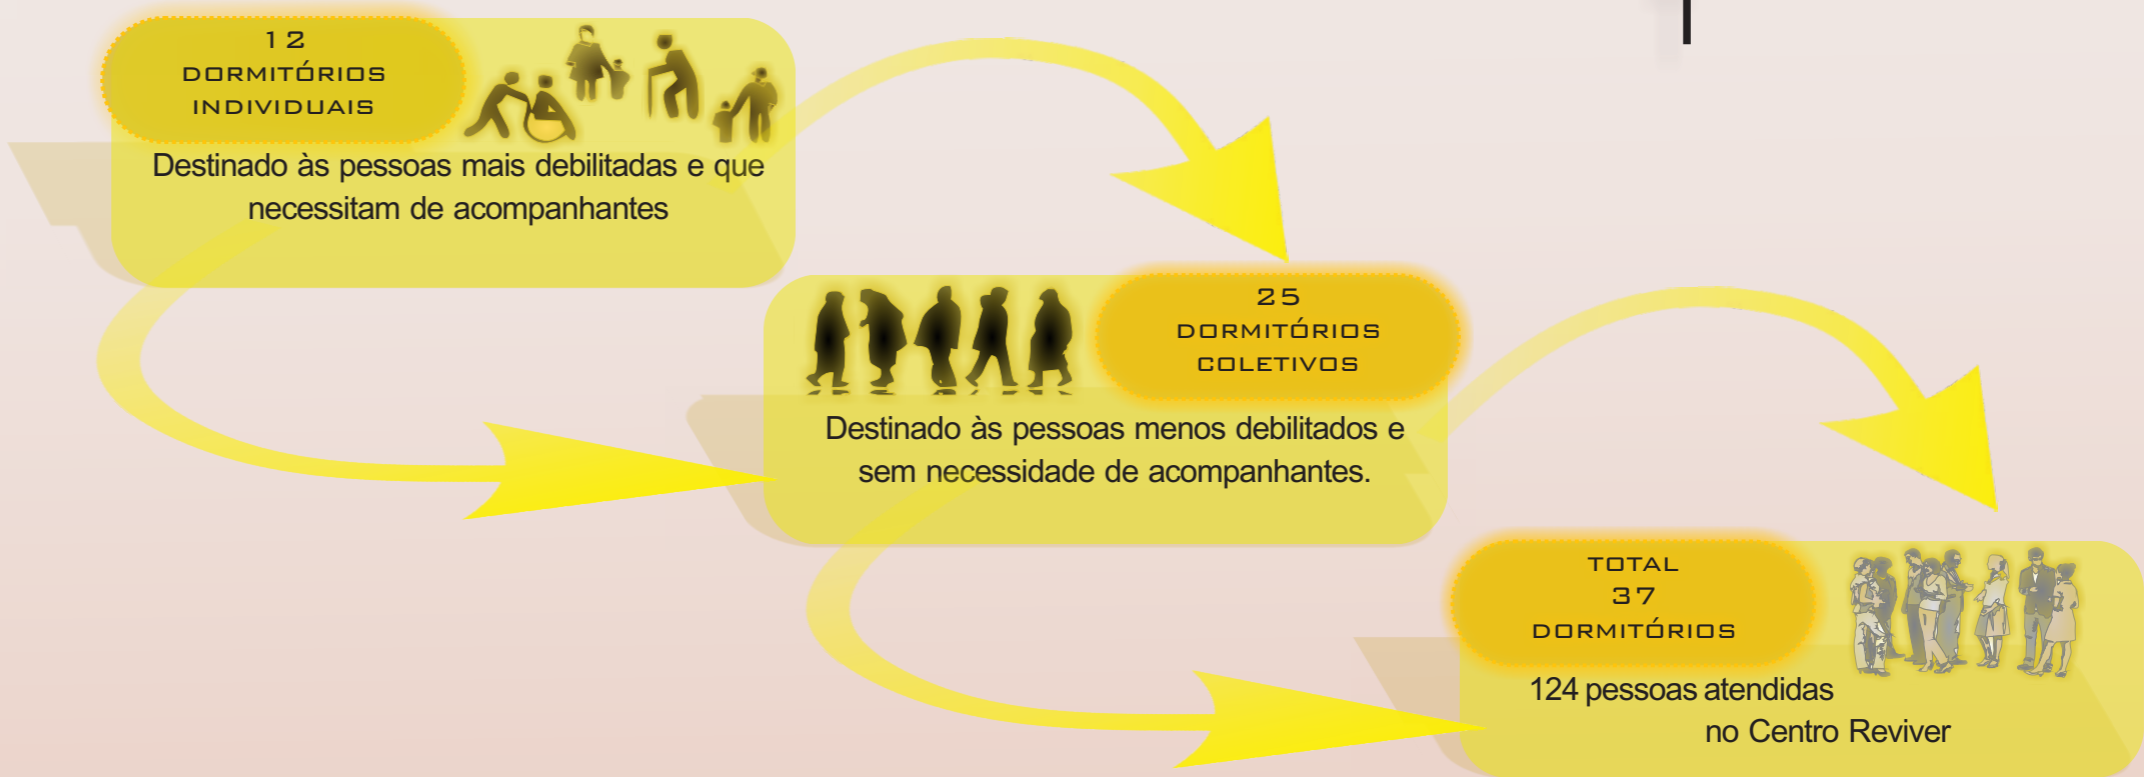 12
DORMITÓRIOS
INDIVIDUAIS
Destinado às pessoas mais debilitadas e que
necessitam de acompanhantes
25
DORMITÓRIOS
COLETIVOS
Destinado às pessoas menos debilitados e
sem necessidade de acompanhantes.
TOTAL
37
DORMITÓRIOS
124 pessoas atendidas
no Centro Reviver